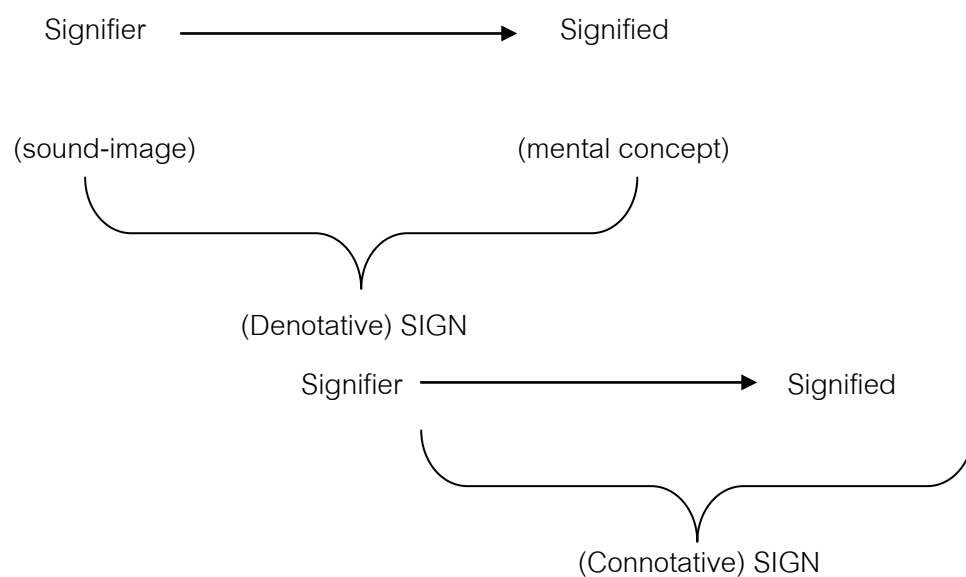 Signifier Signified
(sound-image) (mental concept)
(Denotative) SIGN
Signifier Signified
(Connotative) SIGN